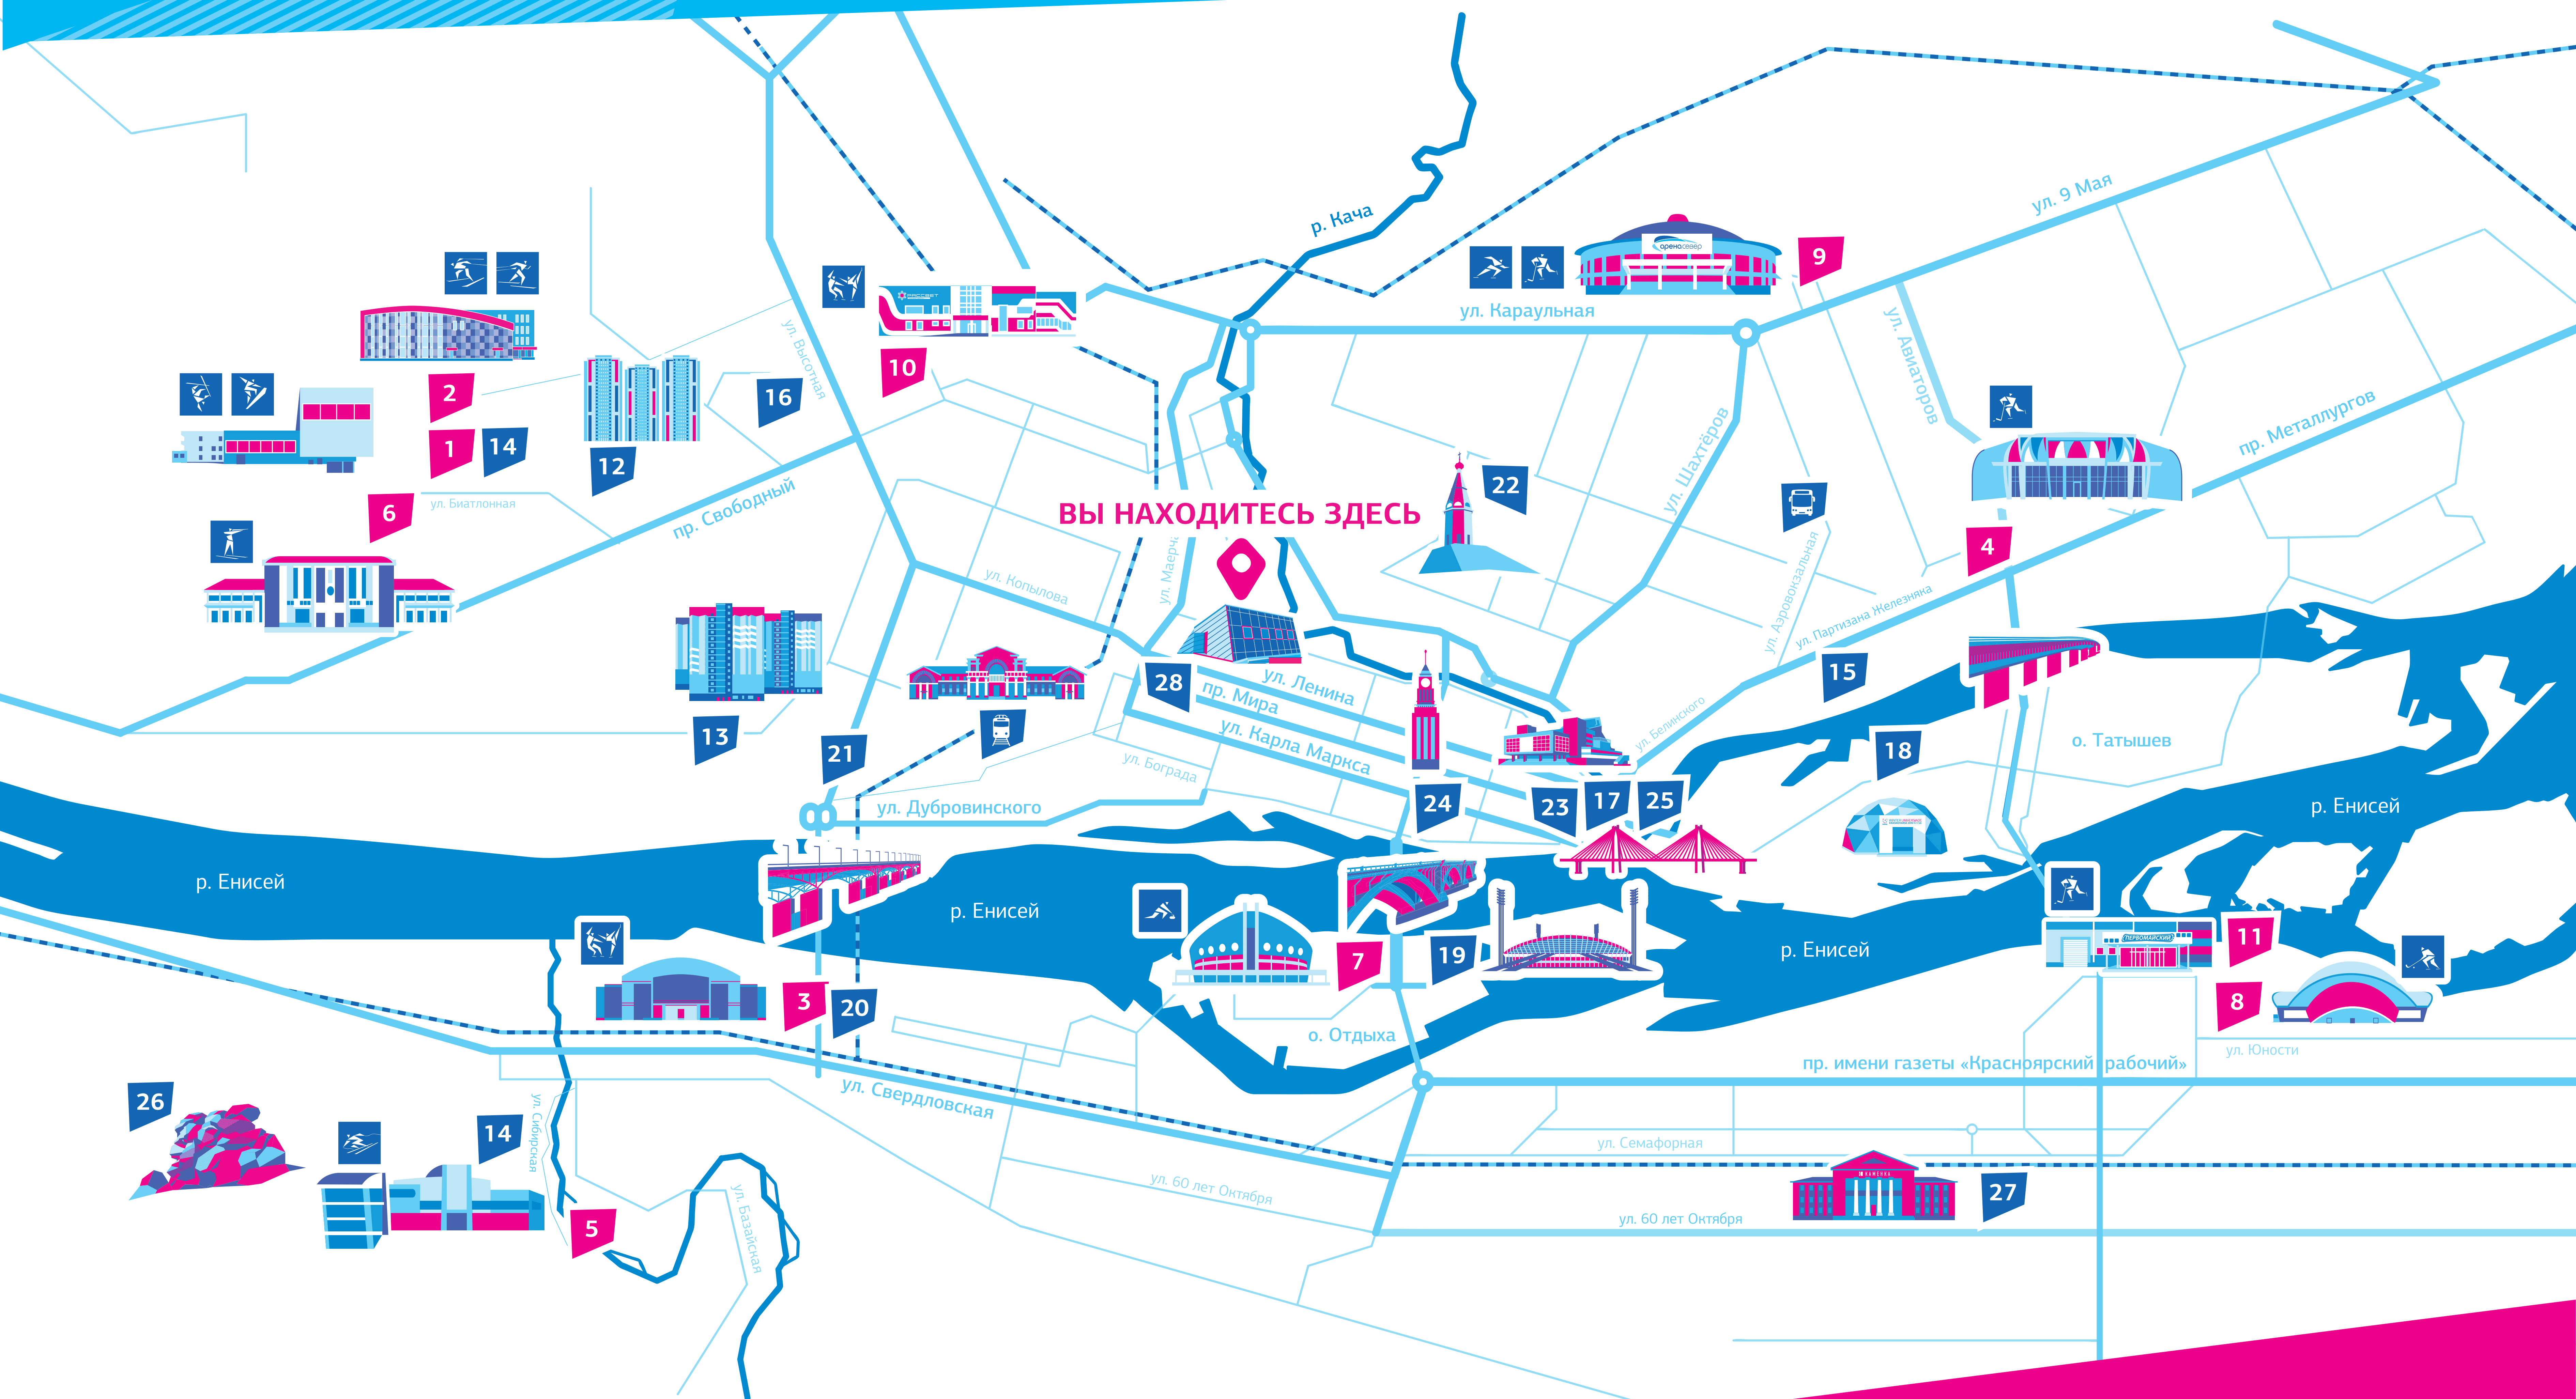 р. Кача
ул. 9 Мая
аренасевер
9
ул. Караульная
ул. Высотная
РАССВЕТ
10
ул. Авиаторов
2
16
1
14
12
пр. Металлургов
ул. Шахтёров
6
ул. Биатлонная
пр. Свободный
22
ВЫ НАХОДИТЕСЬ ЗДЕСЬ
4
ул. Копылова
ул. Маерча
ул. Аэровокзальная
ул. Партизана Железняка
28
ул. Ленина
пр. Мира
ул. Карла Маркса
15
13
21
ул. Белинского
18
о. Татышев
ул. Бограда
ул. Дубровинского
24
23
17
25
р. Енисей
р. Енисей
р. Енисей
р. Енисей
ПЕРВОМАЙСКИЙ
11
7
19
3
20
8
о. Отдыха
ул. Юности
пр. имени газеты «Красноярский рабочий»
ул. Свердловская
26
14
ул. Сибирская
ул. Семафорная
ул. 60 лет Октября
КАМЕНКА
27
5
ул. Базайская
ул. 60 лет Октября